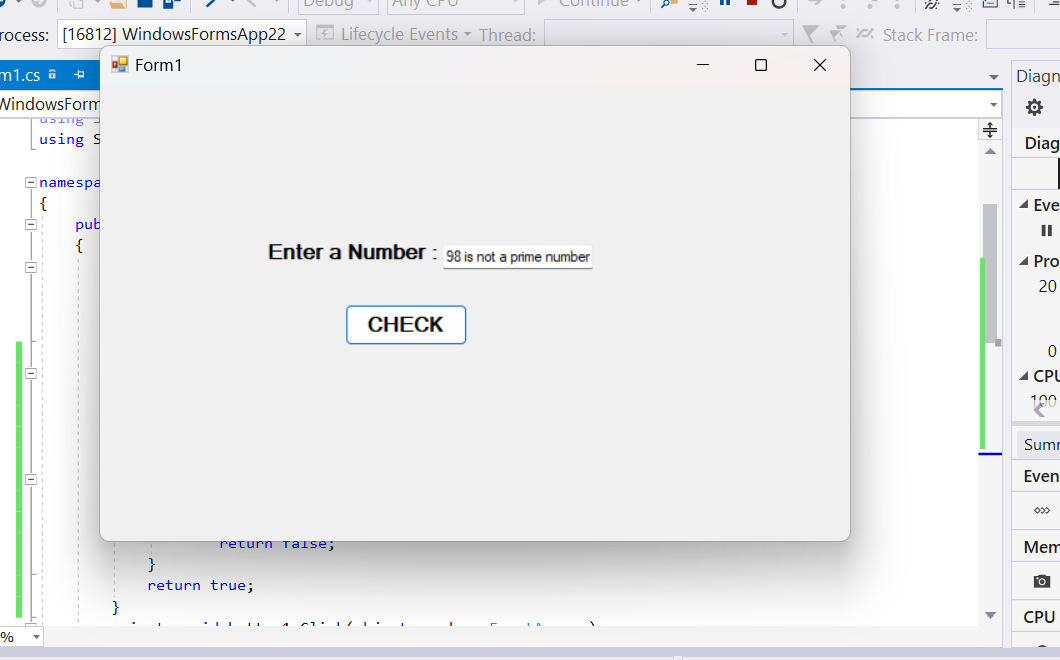 Debug Any CPU Continue
rocess: [16812] WindowsFormsApp22 Lifecycle Events Thread: Stack Frame:
m1.cs Form1 Diagn
WindowsForm
using
using S
Diag
namespa
{
pub
{
Eve
Pro
20
0
CPU
100
Enter a Number : 98 is not a prime number
CHECK
Summ
Even
Mem
CPU
return false;
}
return true;
}
%